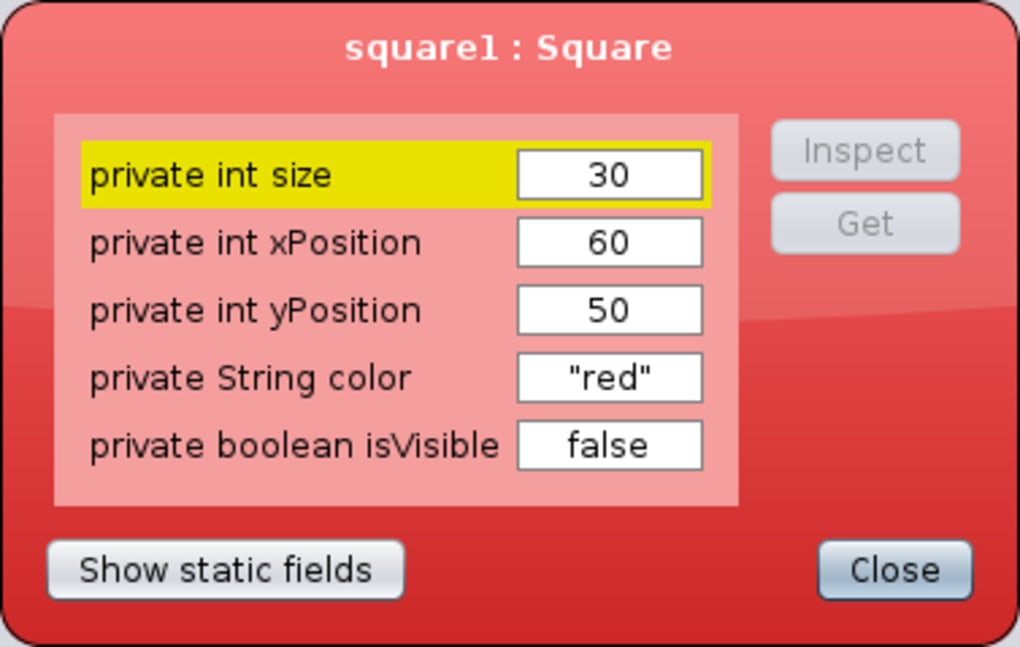 square1 : Square
private int size 30
Inspect
private int xPosition 60
Get
private int yPosition 50
private String color "red"
private boolean isVisible false
Show static fields
Close